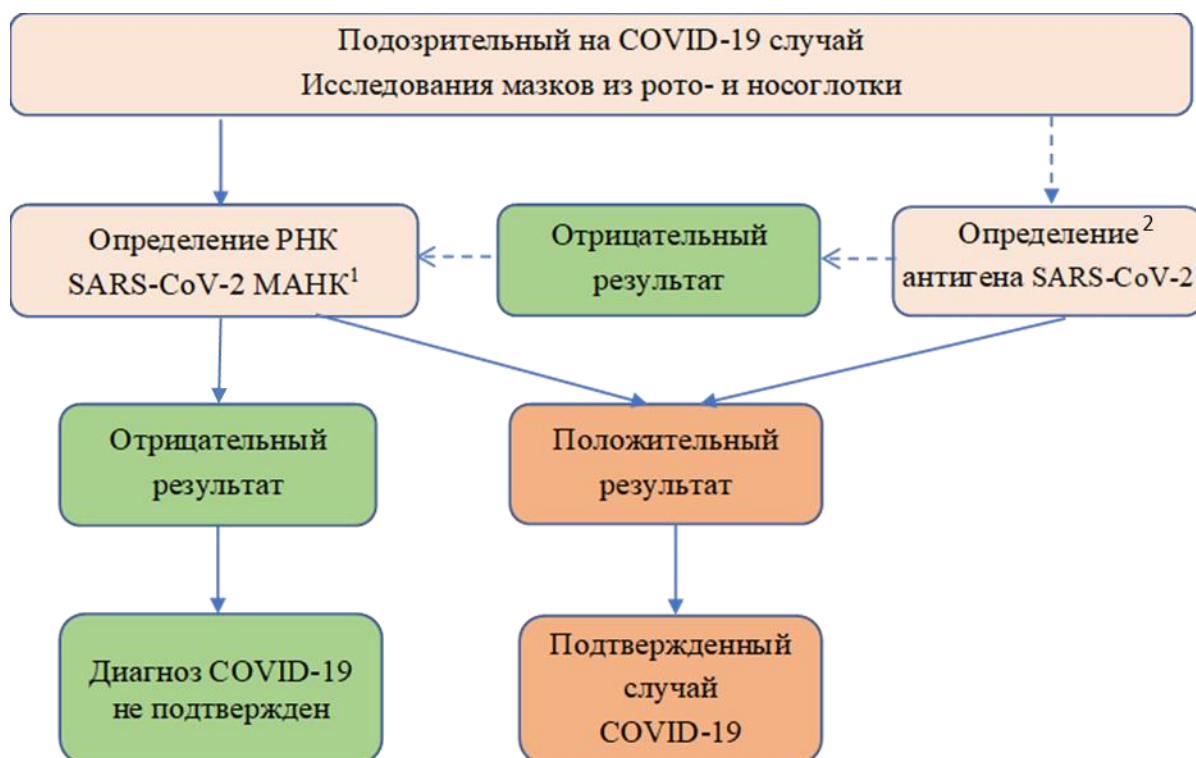 Подозрительный на COVID-19 случай
Исследования мазков из рото- и носоглотки
Определение РНК
SARS-CoV-2 МАНК¹
Отрицательный
результат
Определение²
антигена SARS-CoV-2
Отрицательный
результат
Положительный
результат
Диагноз COVID-19
не подтвержден
Подтвержденный
случай
COVID-19